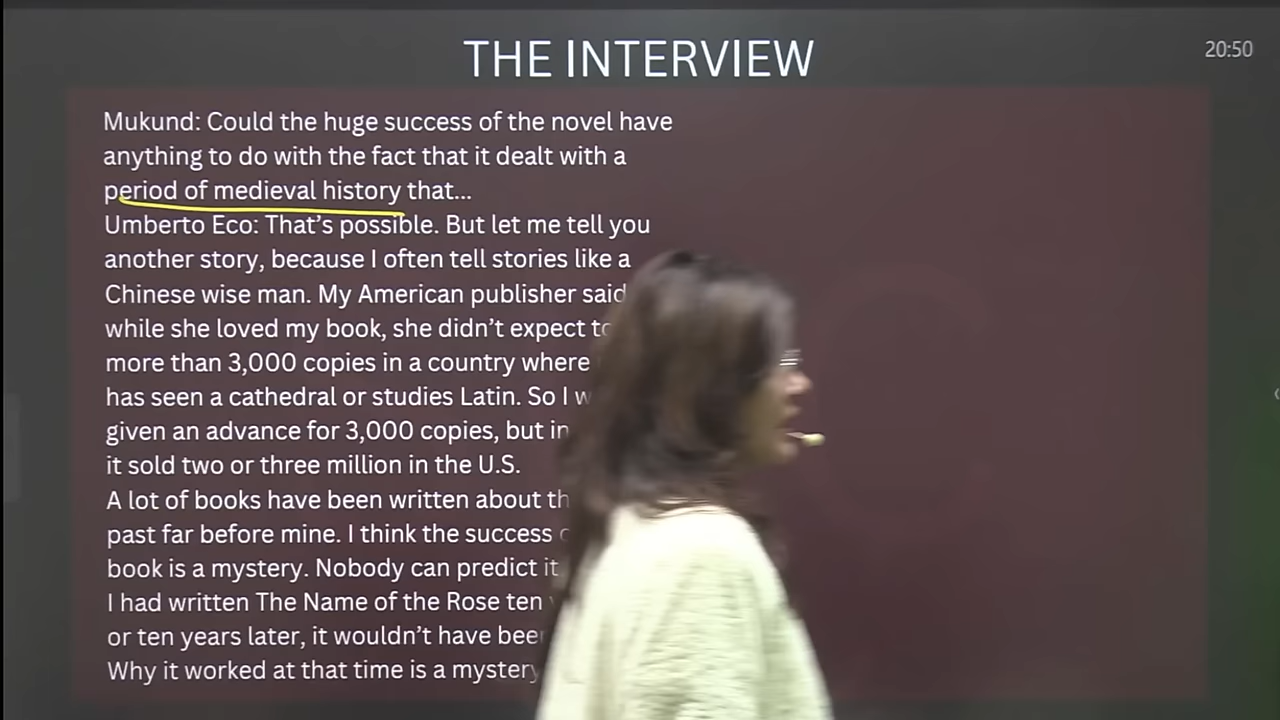 THE INTERVIEW
20:50
Mukund: Could the huge success of the novel have
anything to do with the fact that it dealt with a
period of medieval history that...
Umberto Eco: That's possible. But let me tell you
another story, because I often tell stories like a
Chinese wise man. My American publisher said
while she loved my book, she didn't expect
more than 3,000 copies in a country where
has seen a cathedral or studies Latin. So I
given an advance for 3,000 copies, but in
it sold two or three million in the U.S.
A lot of books have been written about
past far before mine. I think the success
book is a mystery. Nobody can predict it
I had written The Name of the Rose ten
or ten years later, it wouldn't have
Why it worked at that time is a mystery